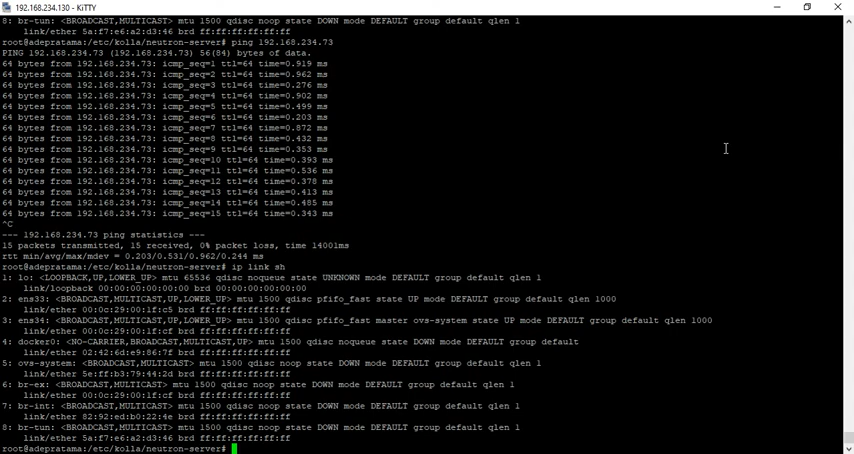 192.168.234.130 - KiTTY
8: br-tun: <BROADCAST,MULTICAST> mtu 1500 qdisc noop state DOWN mode DEFAULT group default qlen 1
    link/ether 5a:f7:e6:a2:d3:46 brd ff:ff:ff:ff:ff:ff
root@adepratama:/etc/kolla/neutron-server# ping 192.168.234.73
PING 192.168.234.73 (192.168.234.73) 56(84) bytes of data.
64 bytes from 192.168.234.73: icmp_seq=1 ttl=64 time=0.919 ms
64 bytes from 192.168.234.73: icmp_seq=2 ttl=64 time=0.962 ms
64 bytes from 192.168.234.73: icmp_seq=3 ttl=64 time=0.276 ms
64 bytes from 192.168.234.73: icmp_seq=4 ttl=64 time=0.902 ms
64 bytes from 192.168.234.73: icmp_seq=5 ttl=64 time=0.499 ms
64 bytes from 192.168.234.73: icmp_seq=6 ttl=64 time=0.203 ms
64 bytes from 192.168.234.73: icmp_seq=7 ttl=64 time=0.872 ms
64 bytes from 192.168.234.73: icmp_seq=8 ttl=64 time=0.432 ms
64 bytes from 192.168.234.73: icmp_seq=9 ttl=64 time=0.353 ms
64 bytes from 192.168.234.73: icmp_seq=10 ttl=64 time=0.393 ms
64 bytes from 192.168.234.73: icmp_seq=11 ttl=64 time=0.536 ms
64 bytes from 192.168.234.73: icmp_seq=12 ttl=64 time=0.378 ms
64 bytes from 192.168.234.73: icmp_seq=13 ttl=64 time=0.413 ms
64 bytes from 192.168.234.73: icmp_seq=14 ttl=64 time=0.485 ms
64 bytes from 192.168.234.73: icmp_seq=15 ttl=64 time=0.343 ms
^C
--- 192.168.234.73 ping statistics ---
15 packets transmitted, 15 received, 0% packet loss, time 14001ms
rtt min/avg/max/mdev = 0.203/0.531/0.962/0.244 ms
root@adepratama:/etc/kolla/neutron-server# ip link sh
1: lo: <LOOPBACK,UP,LOWER_UP> mtu 65536 qdisc noqueue state UNKNOWN mode DEFAULT group default qlen 1
    link/loopback 00:00:00:00:00:00 brd 00:00:00:00:00:00
2: ens33: <BROADCAST,MULTICAST,UP,LOWER_UP> mtu 1500 qdisc pfifo_fast state UP mode DEFAULT group default qlen 1000
    link/ether 00:0c:29:00:1f:c5 brd ff:ff:ff:ff:ff:ff
3: ens34: <BROADCAST,MULTICAST,UP,LOWER_UP> mtu 1500 qdisc pfifo_fast master ovs-system state UP mode DEFAULT group default qlen 1000
    link/ether 00:0c:29:00:1f:cf brd ff:ff:ff:ff:ff:ff
4: docker0: <NO-CARRIER,BROADCAST,MULTICAST,UP> mtu 1500 qdisc noqueue state DOWN mode DEFAULT group default
    link/ether 02:42:6d:e9:86:7f brd ff:ff:ff:ff:ff:ff
5: ovs-system: <BROADCAST,MULTICAST> mtu 1500 qdisc noop state DOWN mode DEFAULT group default qlen 1
    link/ether 5e:ff:b3:79:44:2d brd ff:ff:ff:ff:ff:ff
6: br-ex: <BROADCAST,MULTICAST> mtu 1500 qdisc noop state DOWN mode DEFAULT group default qlen 1
    link/ether 00:0c:29:00:1f:cf brd ff:ff:ff:ff:ff:ff
7: br-int: <BROADCAST,MULTICAST> mtu 1500 qdisc noop state DOWN mode DEFAULT group default qlen 1
    link/ether 82:92:ed:b0:22:4e brd ff:ff:ff:ff:ff:ff
8: br-tun: <BROADCAST,MULTICAST> mtu 1500 qdisc noop state DOWN mode DEFAULT group default qlen 1
    link/ether 5a:f7:e6:a2:d3:46 brd ff:ff:ff:ff:ff:ff
root@adepratama:/etc/kolla/neutron-server#